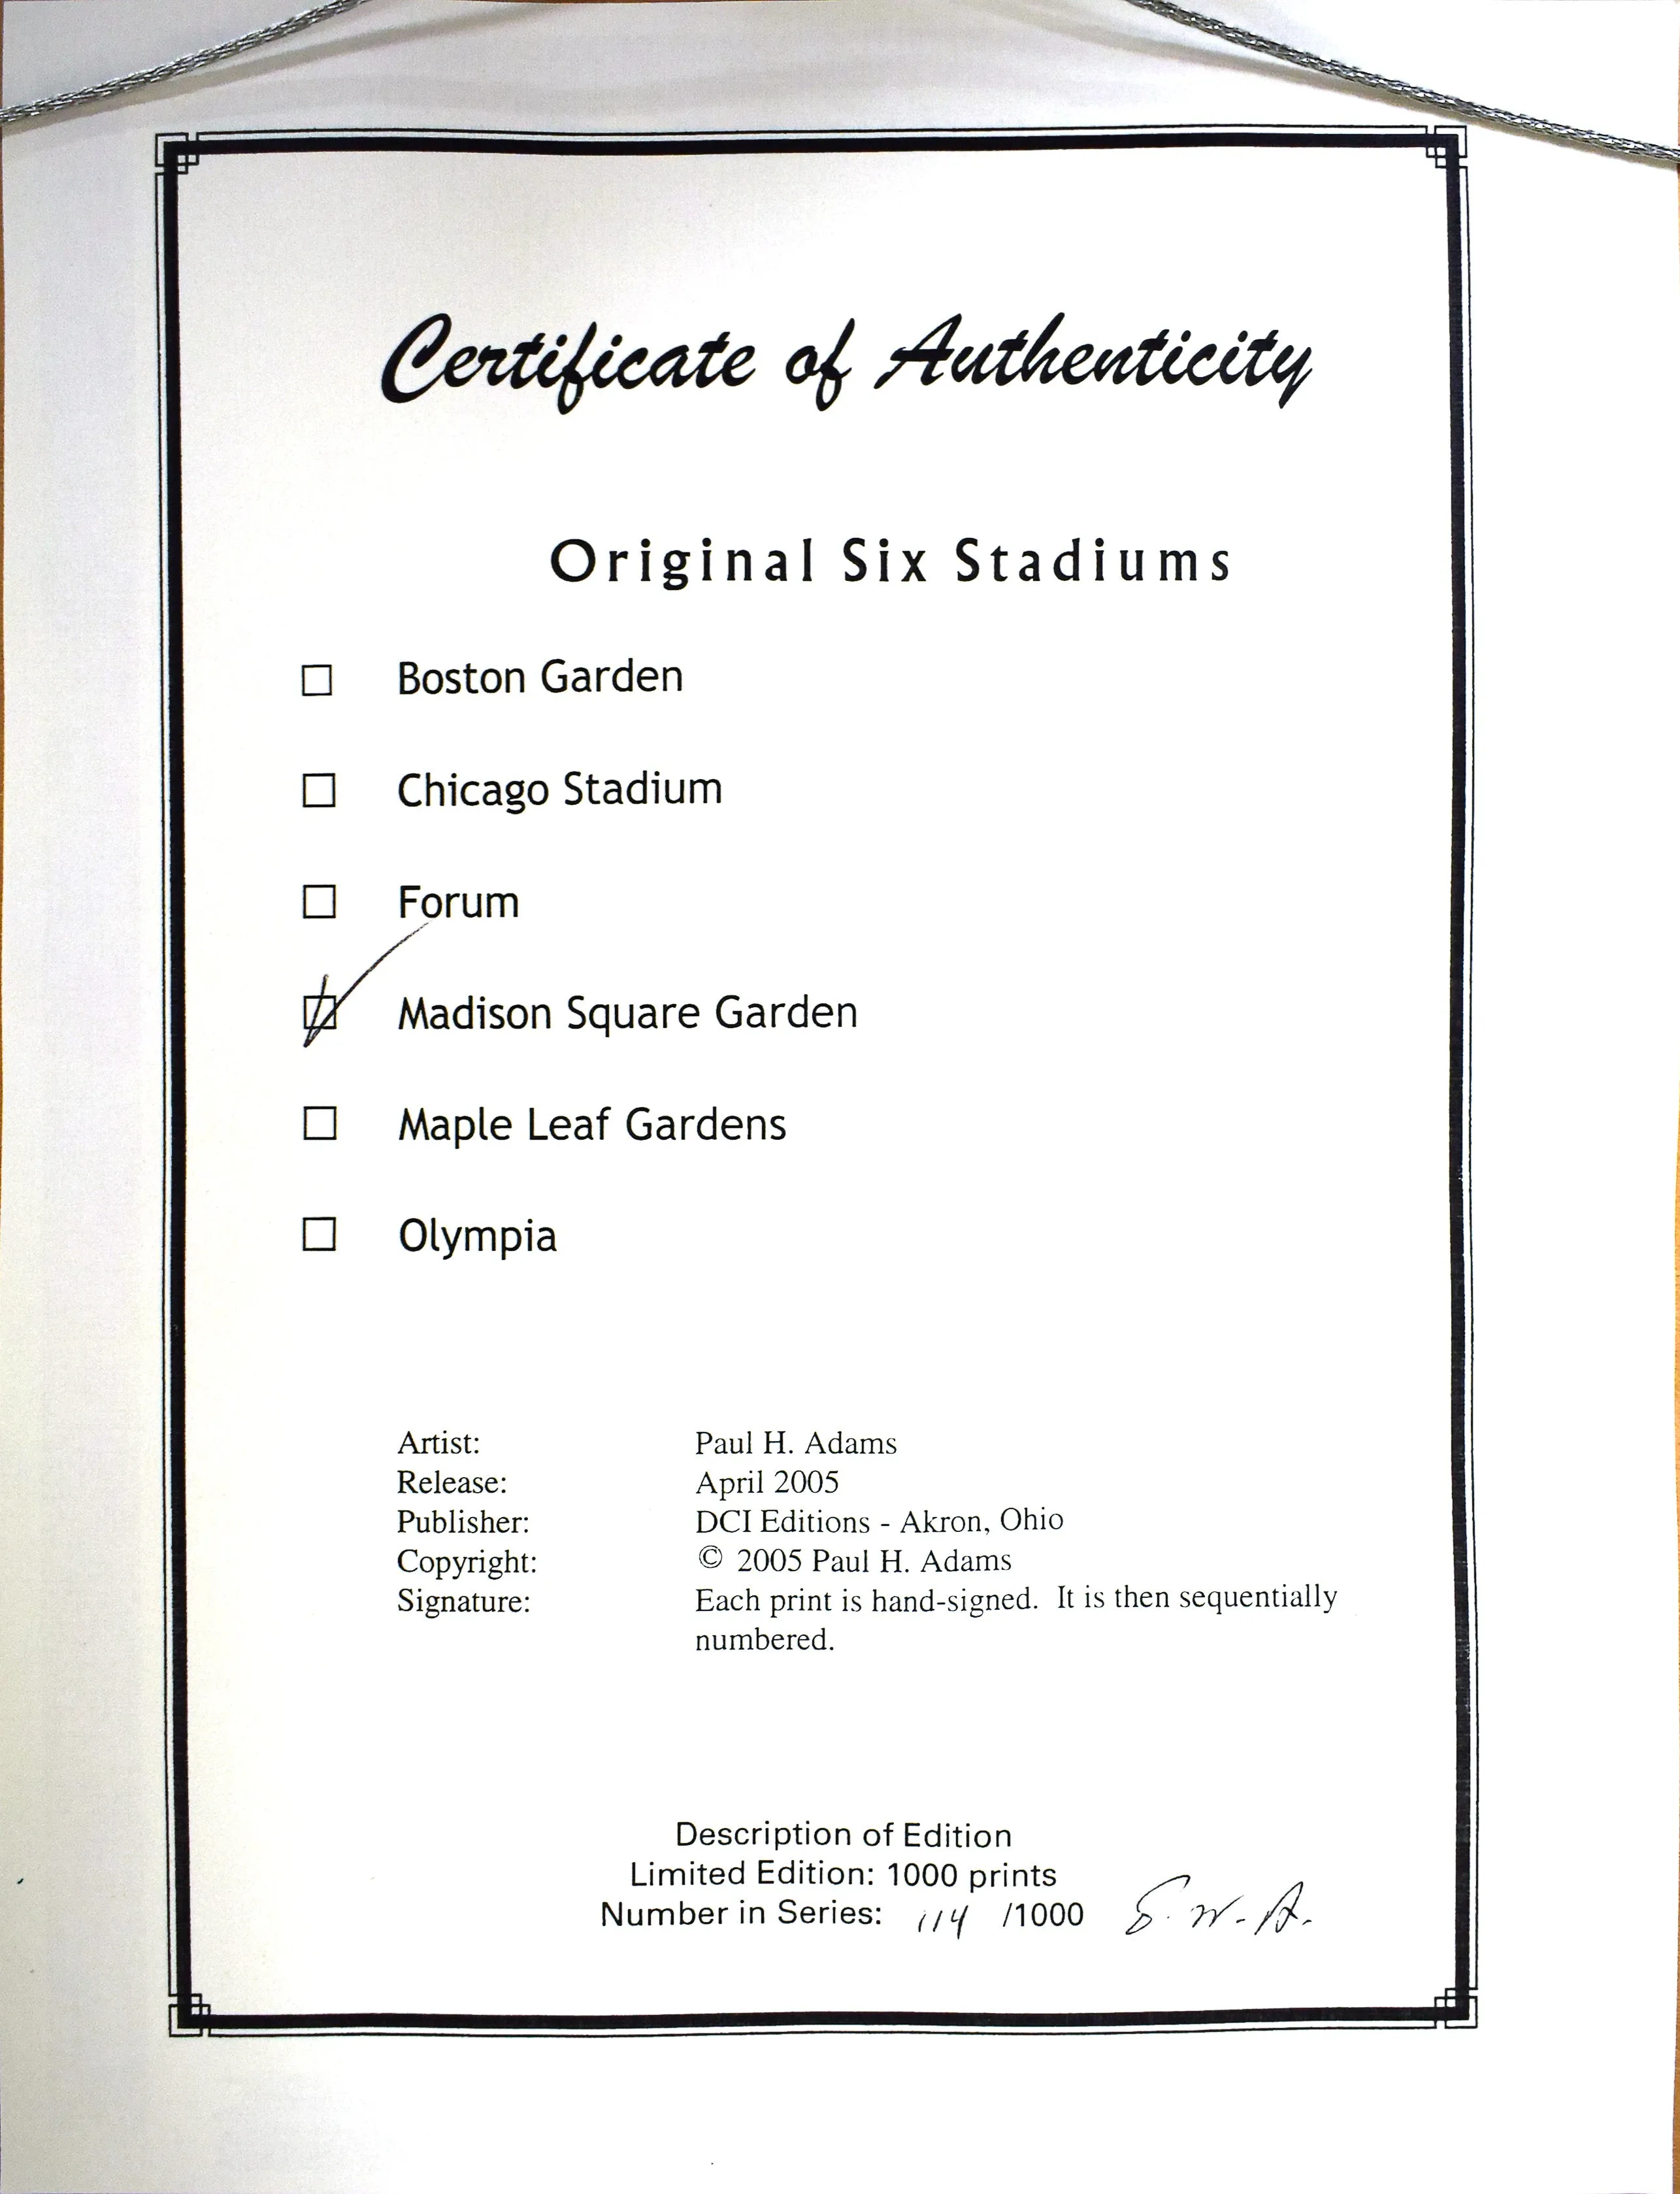 Certificate of Authenticity
Original Six Stadiums
Boston Garden
Chicago Stadium
Forum
Madison Square Garden
Maple Leaf Gardens
Olympia
Artist: Paul H. Adams
Release: April 2005
Publisher: DCI Editions - Akron, Ohio
Copyright: © 2005 Paul H. Adams
Signature: Each print is hand-signed. It is then sequentially
numbered.
Description of Edition
Limited Edition: 1000 prints
Number in Series: 114 /1000 S. W. A.